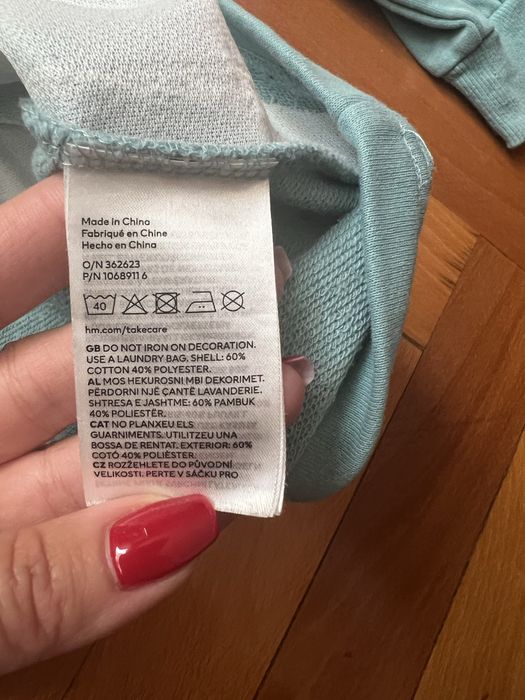 Made in China
Fabriqué en Chine
Hecho en China
O/N 362623
P/N 1068911 6
40
hm.com/takecare
GB DO NOT IRON ON DECORATION.
USE A LAUNDRY BAG. SHELL: 60%
COTTON 40% POLYESTER.
AL MOS HEKUROSNI MBI DEKORIMET.
PËRDORNI NJË ÇANTË LAVANDERIE.
SHTRESA E JASHTME: 60% PAMBUK
40% POLIESTËR.
CAT NO PLANXEU ELS
GUARNIMENTS. UTILITZEU UNA
BOSSA DE RENTAT. EXTERIOR: 60%
COTÓ 40% POLIÈSTER.
CZ ROZŽEHLETE DO PŮVODNÍ
VELIKOSTI. PERTE V SÁČKU PRO